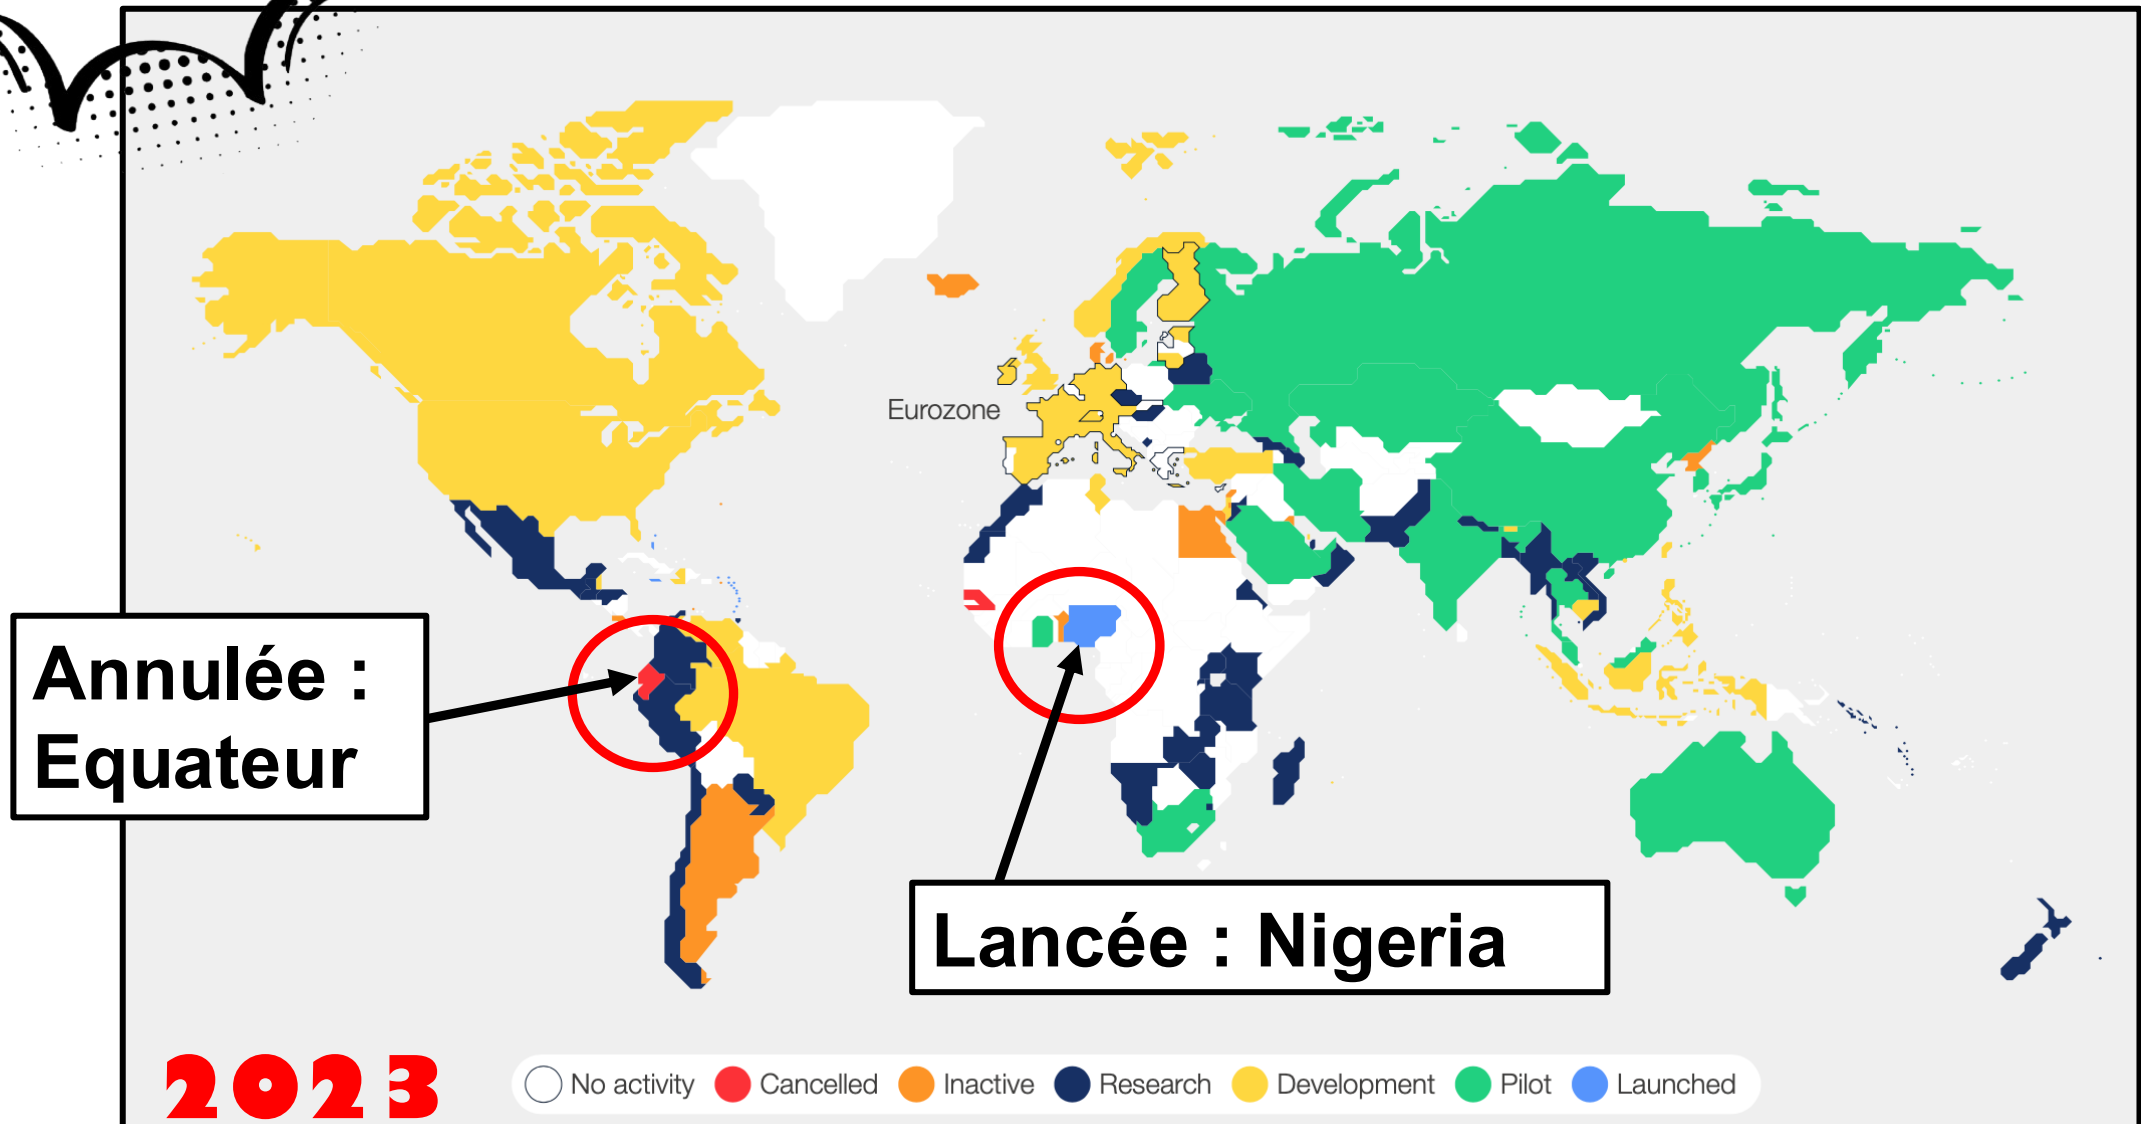 Eurozone
Annulée :
Equateur
Lancée : Nigeria
2023
No activity Cancelled Inactive Research Development Pilot Launched